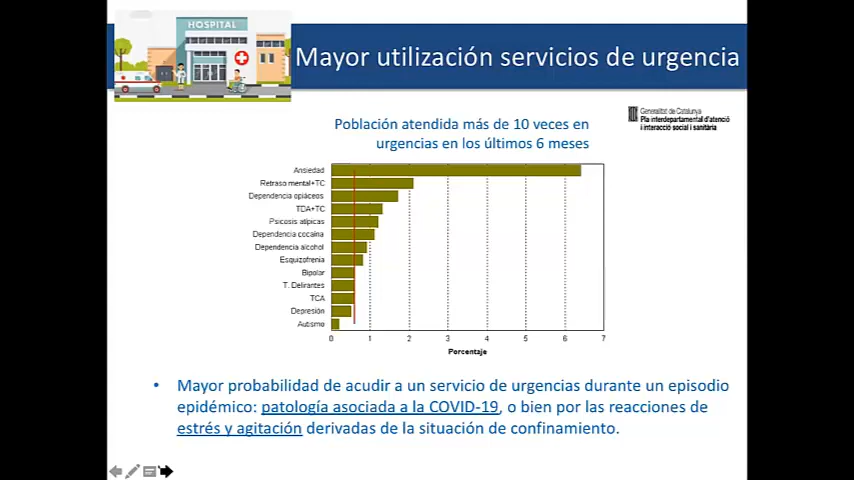 HOSPITAL
Mayor utilización servicios de urgencia
Generalitat de Catalunya
Pla interdepartamental d'atenció
i interacció social i sanitària
Población atendida más de 10 veces en
urgencias en los últimos 6 meses
Ansiedad
Retraso mental+TC
Dependencia opiáceos
TDA+TC
Psicosis atípicas
Dependencia cocaína
Dependencia alcohol
Esquizofrenia
Bipolar
T. Delirantes
TCA
Depresión
Autismo
0 1 2 3 4 5 6 7
Porcentaje
• Mayor probabilidad de acudir a un servicio de urgencias durante un episodio
epidémico: patología asociada a la COVID-19, o bien por las reacciones de
estrés y agitación derivadas de la situación de confinamiento.